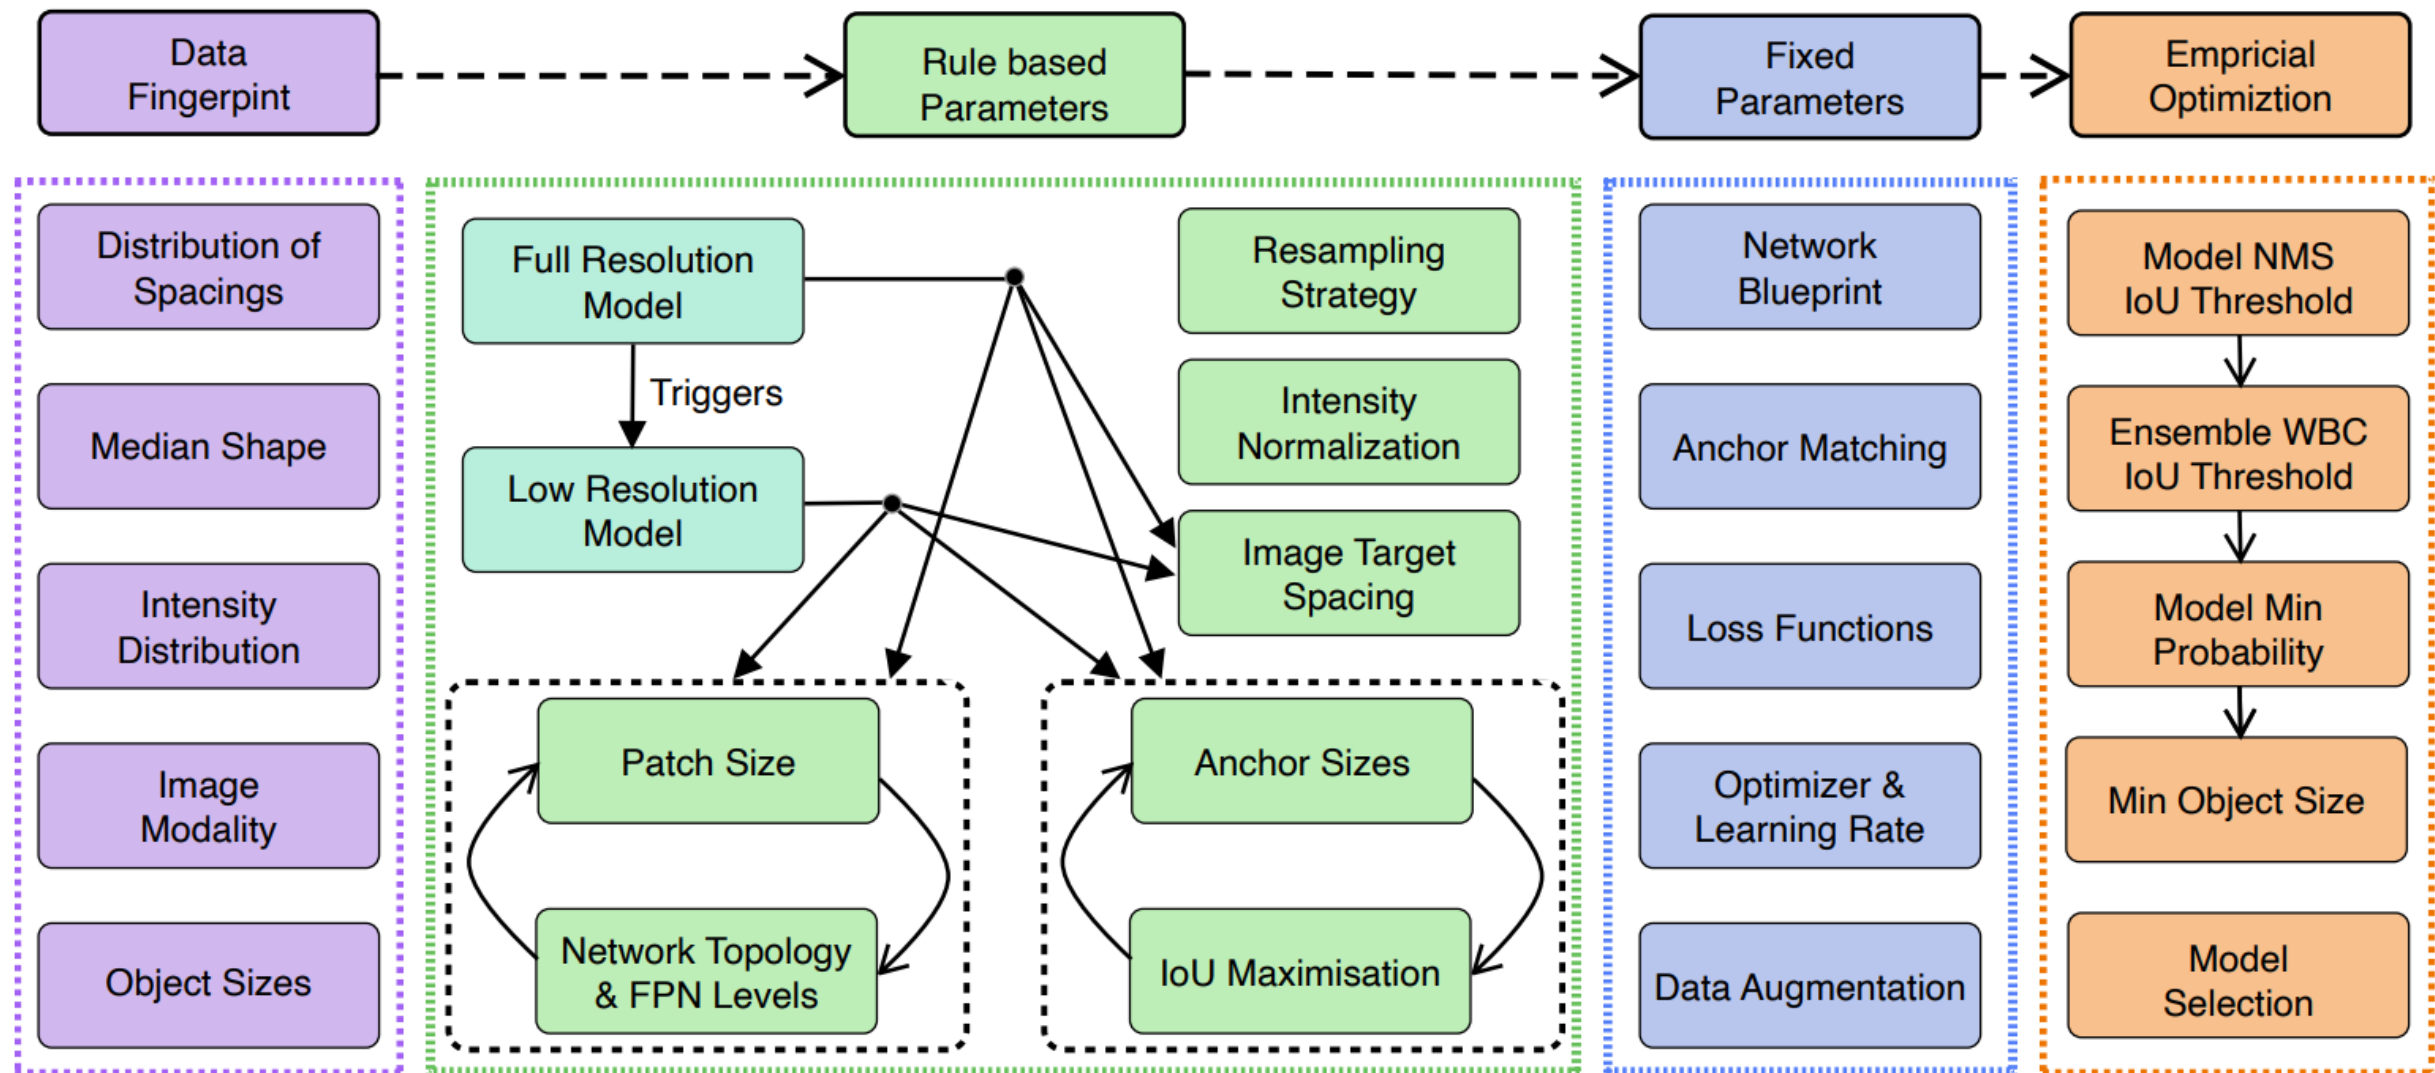 Data
Fingerpint
Rule based
Parameters
Fixed
Parameters
Empricial
Optimiztion
Distribution of
Spacings
Median Shape
Intensity
Distribution
Image
Modality
Object Sizes
Full Resolution
Model
Triggers
Low Resolution
Model
Resampling
Strategy
Intensity
Normalization
Image Target
Spacing
Patch Size
Network Topology
& FPN Levels
Anchor Sizes
IoU Maximisation
Network
Blueprint
Anchor Matching
Loss Functions
Optimizer &
Learning Rate
Data Augmentation
Model NMS
IoU Threshold
Ensemble WBC
IoU Threshold
Model Min
Probability
Min Object Size
Model
Selection